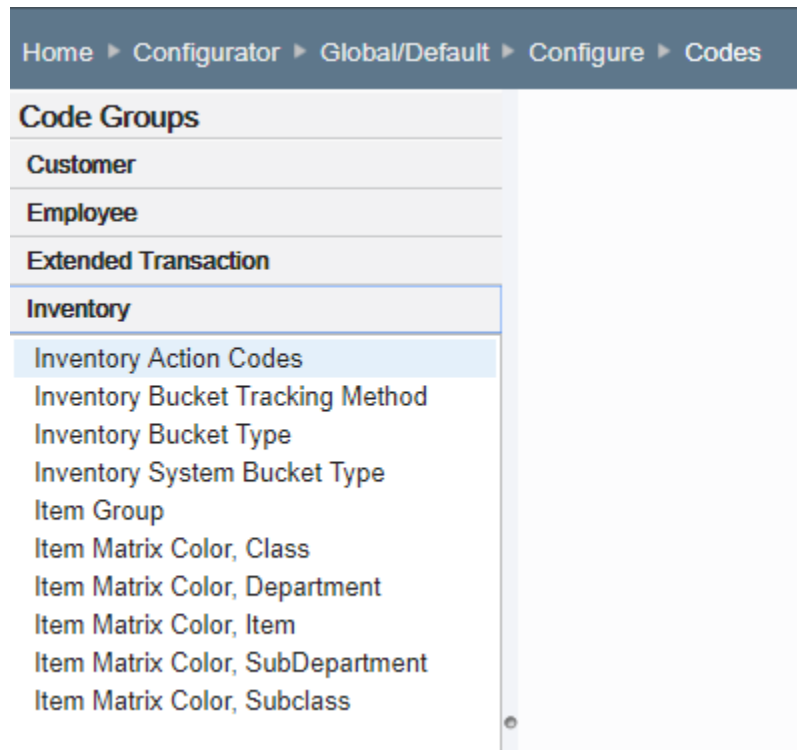 Home ▶ Configurator ▶ Global/Default ▶ Configure ▶ Codes
Code Groups
Customer
Employee
Extended Transaction
Inventory
Inventory Action Codes
Inventory Bucket Tracking Method
Inventory Bucket Type
Inventory System Bucket Type
Item Group
Item Matrix Color, Class
Item Matrix Color, Department
Item Matrix Color, Item
Item Matrix Color, SubDepartment
Item Matrix Color, Subclass